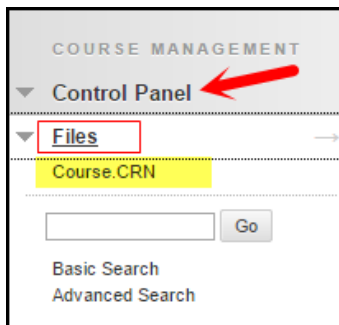 COURSE MANAGEMENT
Control Panel
Files
Course.CRN
Go
Basic Search
Advanced Search